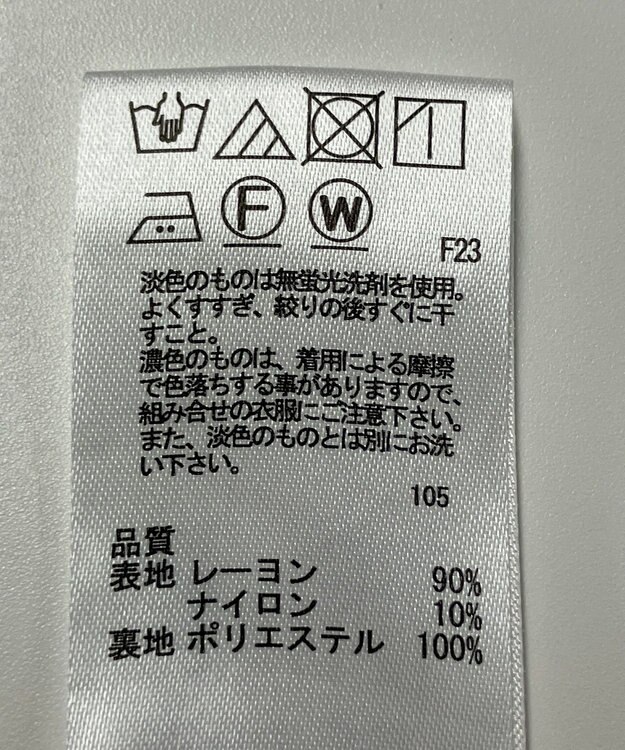 F W
F23
淡色のものは無蛍光洗剤を使用。
よくすすぎ、絞りの後すぐに干
すこと。
濃色のものは、着用による摩擦
で色落ちする事がありますので、
組み合せの衣服にご注意下さい。
また、淡色のものとは別にお洗
い下さい。
105
品質
表地 レーヨン 90%
ナイロン 10%
裏地 ポリエステル 100%